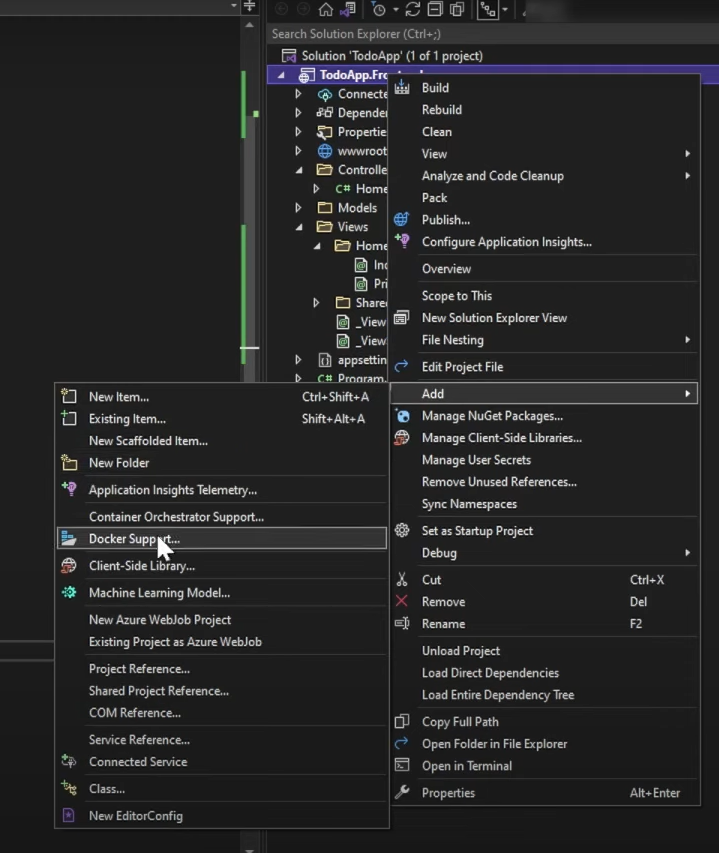 Search Solution Explorer (Ctrl+;)
Solution 'TodoApp' (1 of 1 project)
TodoApp.Fro
Connecte
Depende
Propertie
wwwroot
Controlle
C# Home
Models
Views
Home
Inc
Pri
Share
_View
_View
appsettin
C# Program.
Build
Rebuild
Clean
View
Analyze and Code Cleanup
Pack
Publish...
Configure Application Insights...
Overview
Scope to This
New Solution Explorer View
File Nesting
Edit Project File
Add
Manage NuGet Packages...
Manage Client-Side Libraries...
Manage User Secrets
Remove Unused References...
Sync Namespaces
Set as Startup Project
Debug
Cut Ctrl+X
Remove Del
Rename F2
Unload Project
Load Direct Dependencies
Load Entire Dependency Tree
Copy Full Path
Open Folder in File Explorer
Open in Terminal
Properties Alt+Enter
New Item... Ctrl+Shift+A
Existing Item... Shift+Alt+A
New Scaffolded Item...
New Folder
Application Insights Telemetry...
Container Orchestrator Support...
Docker Support...
Client-Side Library...
Machine Learning Model...
New Azure WebJob Project
Existing Project as Azure WebJob
Project Reference...
Shared Project Reference...
COM Reference...
Service Reference...
Connected Service
Class...
New EditorConfig